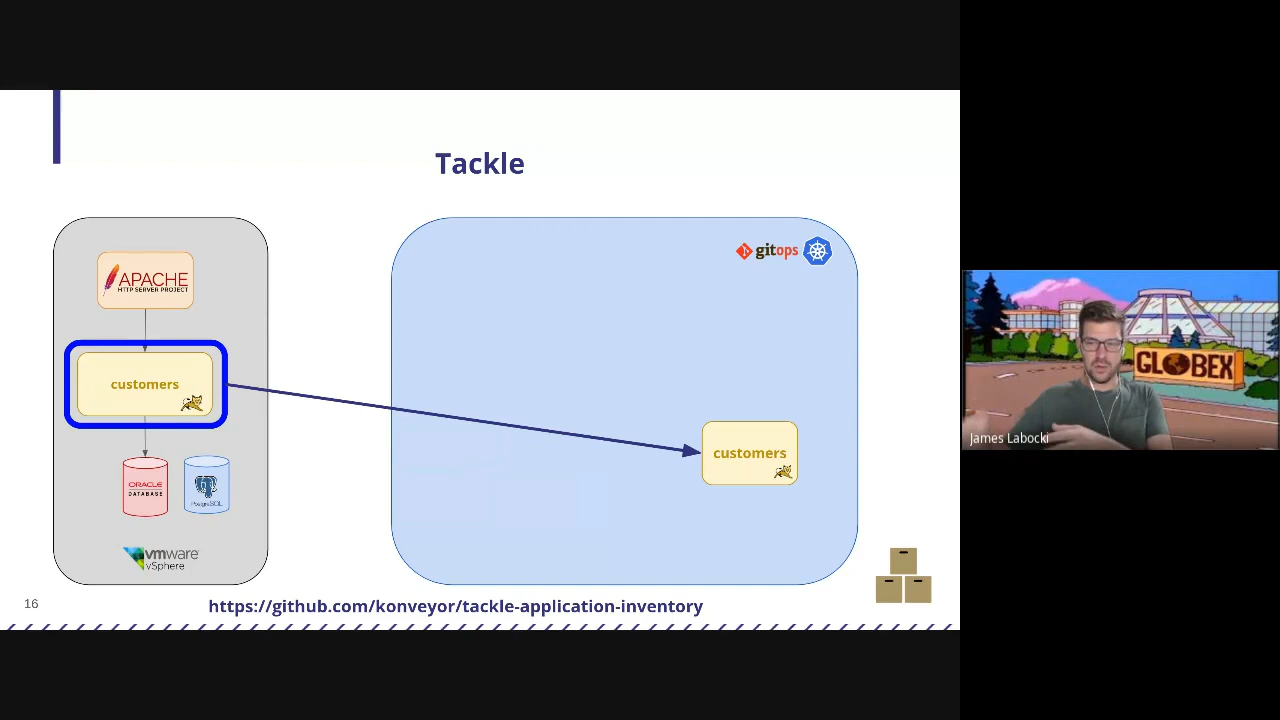 Tackle
APACHE
HTTP SERVER PROJECT
customers
ORACLE
DATABASE
PostgreSQL
vmware
vSphere
gitops
customers
16
https://github.com/konveyor/tackle-application-inventory
GLOBEX
James Labocki